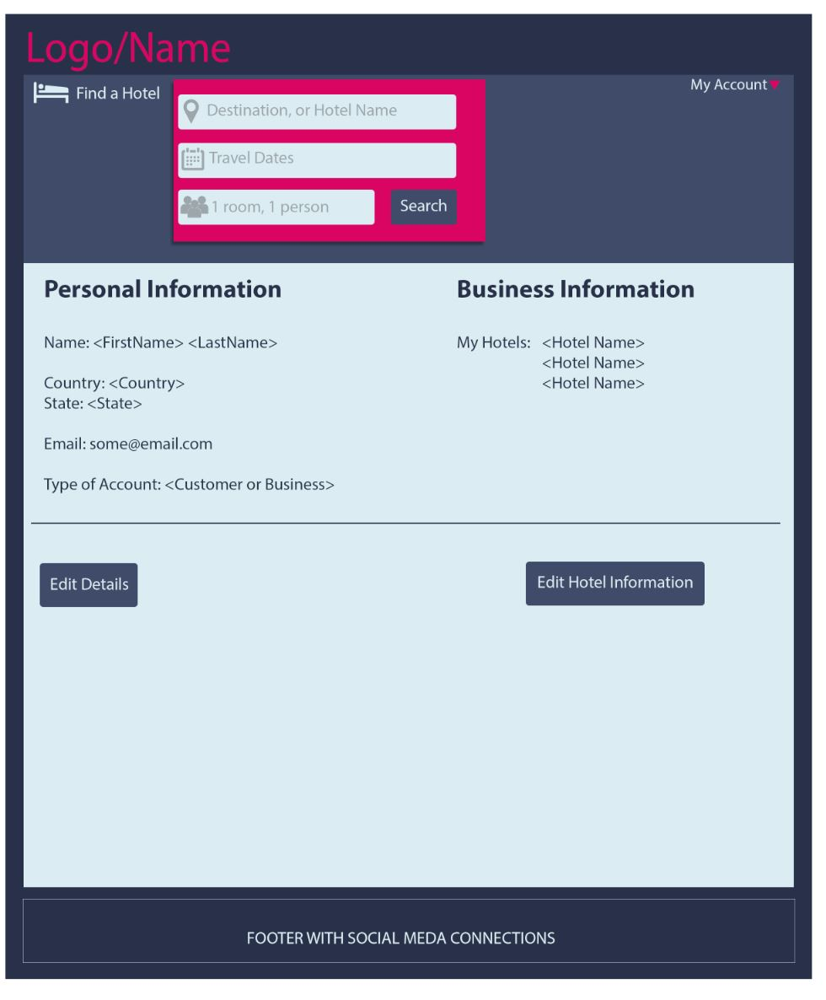 Logo/Name
Find a Hotel
My Account
Destination, or Hotel Name
Travel Dates
1 room, 1 person
Search
Personal Information
Business Information
Name: <FirstName> <LastName>
My Hotels: <Hotel Name>
<Hotel Name>
Country: <Country>
<Hotel Name>
State: <State>
Email: some@email.com
Type of Account: <Customer or Business>
Edit Details
Edit Hotel Information
FOOTER WITH SOCIAL MEDA CONNECTIONS